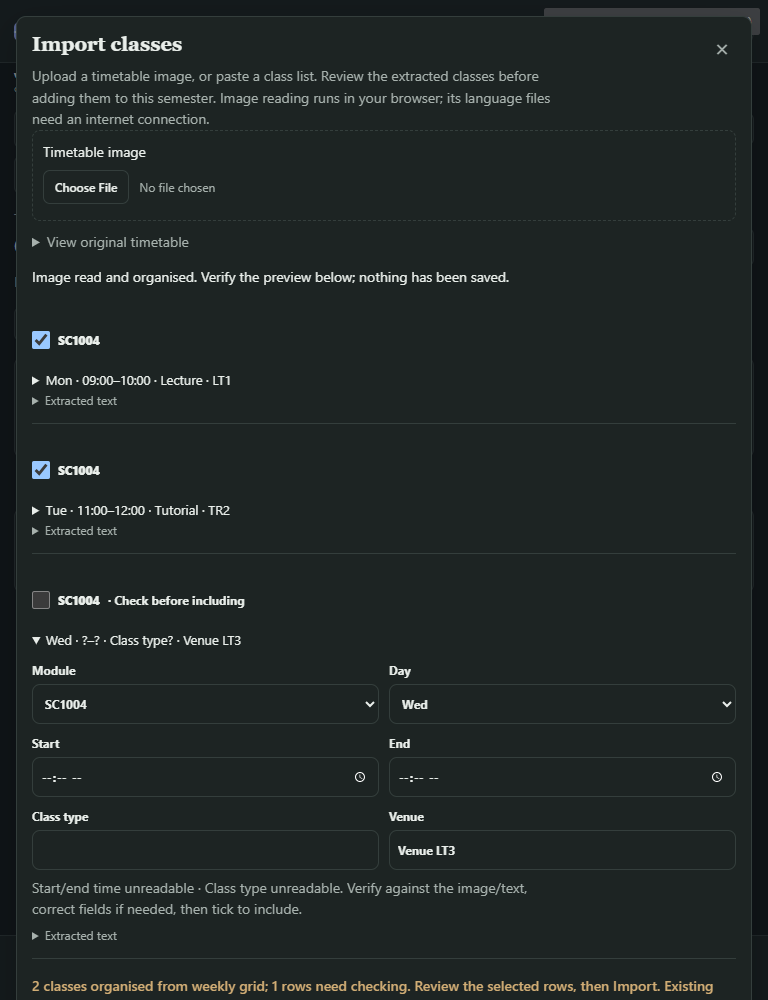 Import classes
Upload a timetable image, or paste a class list. Review the extracted classes before
adding them to this semester. Image reading runs in your browser; its language files
need an internet connection.
Timetable image
Choose File No file chosen
View original timetable
Image read and organised. Verify the preview below; nothing has been saved.
SC1004
Mon · 09:00–10:00 · Lecture · LT1
Extracted text
SC1004
Tue · 11:00–12:00 · Tutorial · TR2
Extracted text
SC1004 · Check before including
Wed · ?–? · Class type? · Venue LT3
Module Day
SC1004 Wed
Start End
--:-- -- --:-- --
Class type Venue
Venue LT3
Start/end time unreadable · Class type unreadable. Verify against the image/text,
correct fields if needed, then tick to include.
Extracted text
2 classes organised from weekly grid; 1 rows need checking. Review the selected rows, then Import. Existing